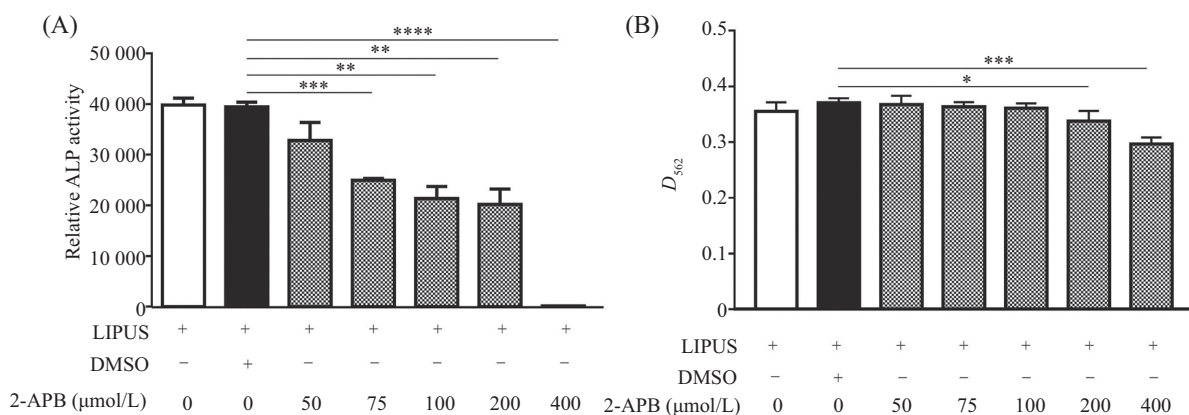 (A)
****
**
**
***
Relative ALP activity
50 000
40 000
30 000
20 000
10 000
0
LIPUS + + + + + + +
DMSO − + − − − − −
2-APB (μmol/L) 0 0 50 75 100 200 400
(B)
***
*
D562
0.5
0.4
0.3
0.2
0.1
0
LIPUS + + + + + + +
DMSO − + − − − − −
2-APB (μmol/L) 0 0 50 75 100 200 400